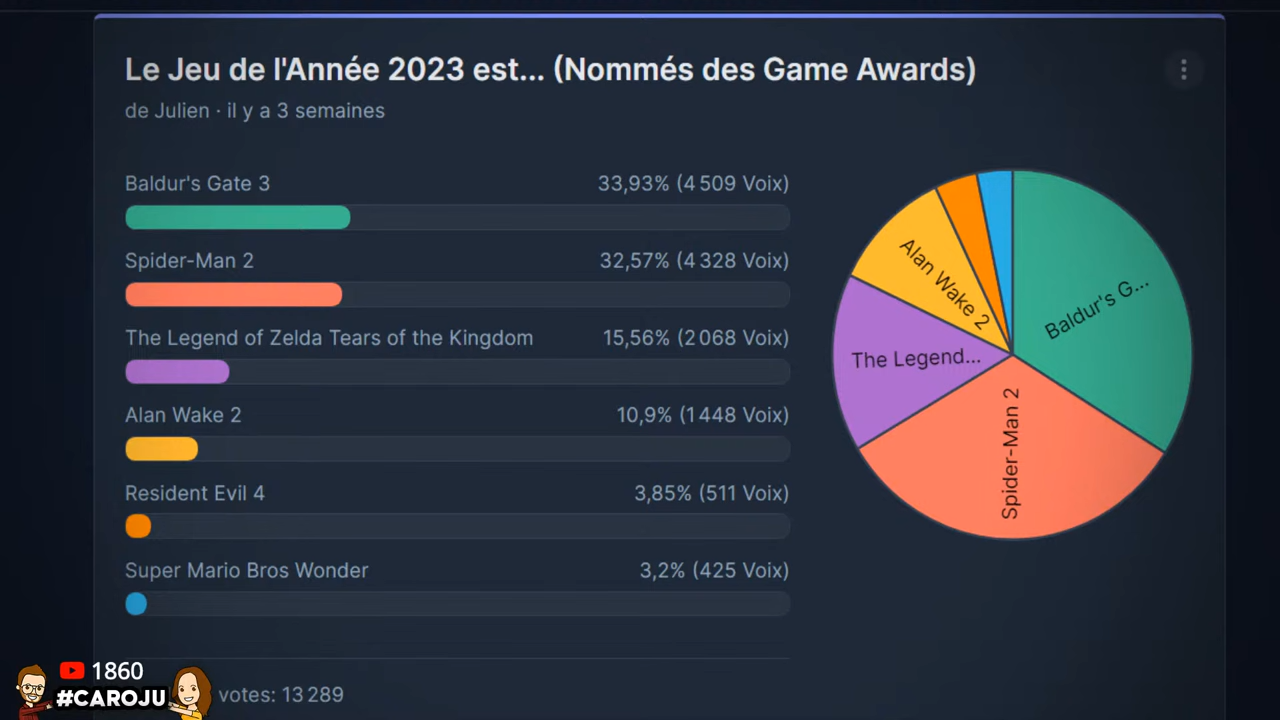 Le Jeu de l'Année 2023 est... (Nommés des Game Awards)
de Julien · il y a 3 semaines
Baldur's Gate 3 33,93% (4 509 Voix)
Spider-Man 2 32,57% (4 328 Voix)
The Legend of Zelda Tears of the Kingdom 15,56% (2 068 Voix)
Alan Wake 2 10,9% (1 448 Voix)
Resident Evil 4 3,85% (511 Voix)
Super Mario Bros Wonder 3,2% (425 Voix)
Baldur's G...
Spider-Man 2
The Legend...
Alan Wake 2
1860
#CAROJU
votes: 13 289